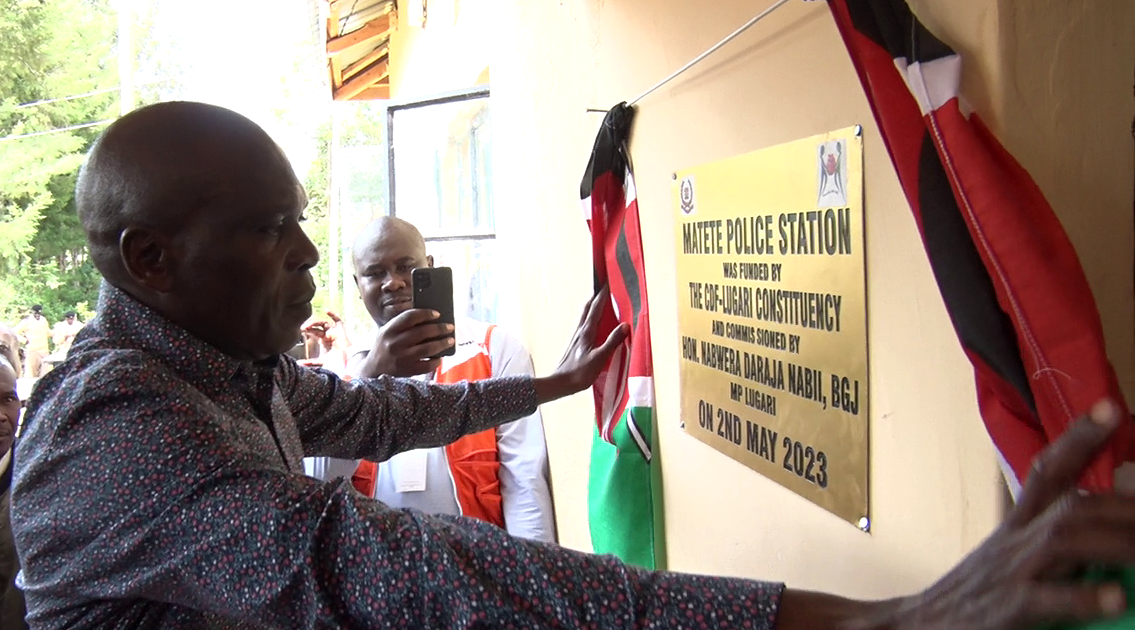 MATETE POLICE STATION
WAS FUNDED BY
THE CDF-LUGARI CONSTITUENCY
AND COMMIS SIONED BY
HON. NABWERA DARAJA NABII, BGJ
MP LUGARI
ON 2ND MAY 2023